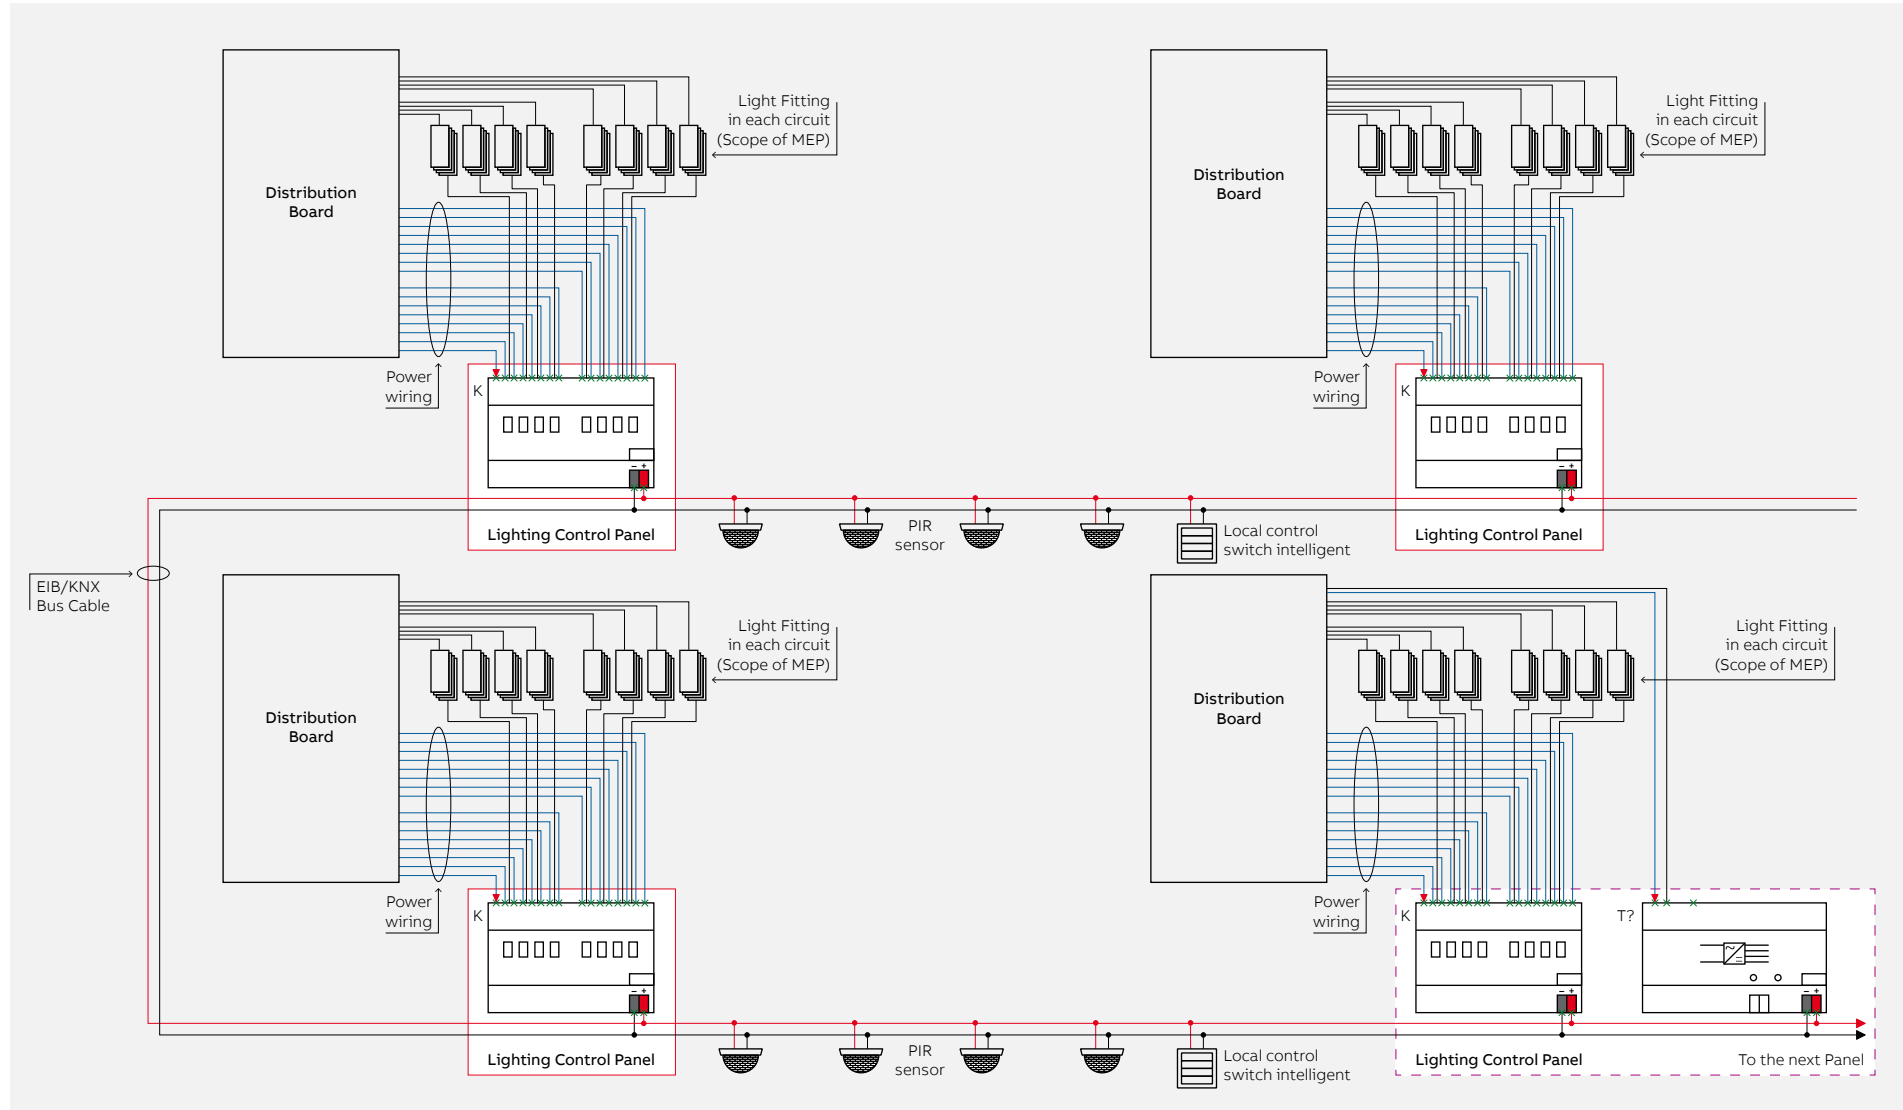 Light Fitting
in each circuit
(Scope of MEP)
Distribution
Board
Power
wiring
K
– +
Lighting Control Panel
Light Fitting
in each circuit
(Scope of MEP)
Distribution
Board
Power
wiring
K
– +
Lighting Control Panel
PIR
sensor
Local control
switch intelligent
EIB/KNX
Bus Cable
Light Fitting
in each circuit
(Scope of MEP)
Distribution
Board
Power
wiring
K
– +
Lighting Control Panel
PIR
sensor
Local control
switch intelligent
Light Fitting
in each circuit
(Scope of MEP)
Distribution
Board
Power
wiring
K
– +
T?
– +
Lighting Control Panel
To the next Panel